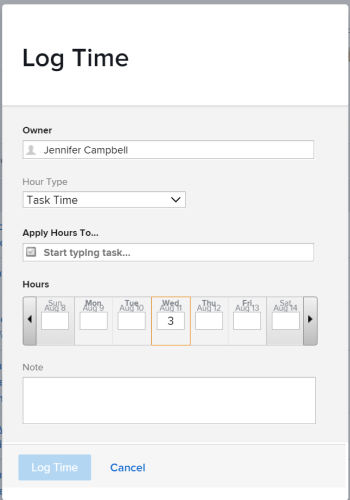 Log Time
Owner
Jennifer Campbell
Hour Type
Task Time
Apply Hours To...
Start typing task...
Hours
Sun Mon Tue Wed Thu Fri Sat
Aug 8 Aug 9 Aug 10 Aug 11 Aug 12 Aug 13 Aug 14
3
Note
Log Time Cancel